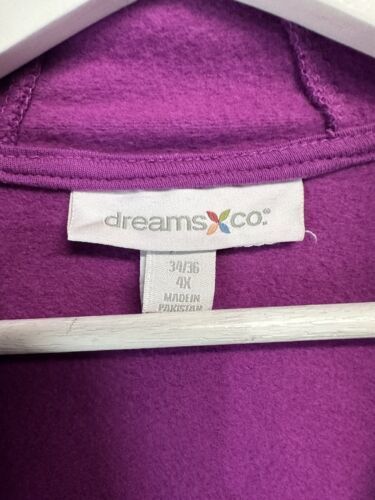 dreams co.®
34/36
4X
MADE IN
PAKISTAN